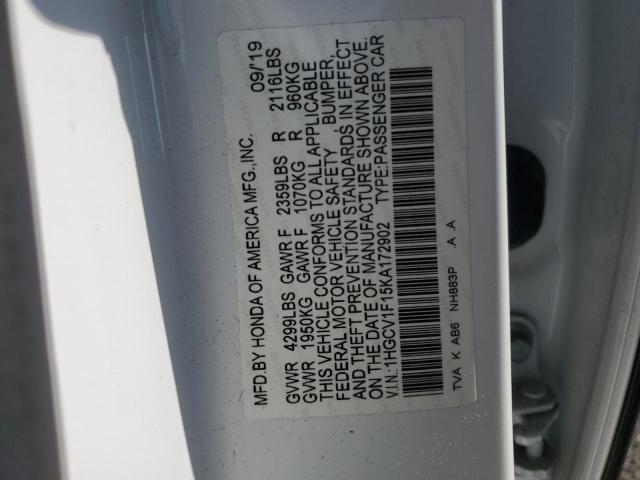 MFD.BY HONDA OF AMERICA MFG.,INC. 09/'19
GVWR 4299LBS GAWR F 2359LBS R 2116LBS
GVWR 1950KG GAWR F 1070KG R 960KG
THIS VEHICLE CONFORMS TO ALL APPLICABLE
FEDERAL MOTOR VEHICLE SAFETY, BUMPER,
AND THEFT PREVENTION STANDARDS IN EFFECT
ON THE DATE OF MANUFACTURE SHOWN ABOVE.
V.I.N.:1HGCV1F15KA172902 TYPE:PASSENGER CAR
TVA K AB6 NH883P A A